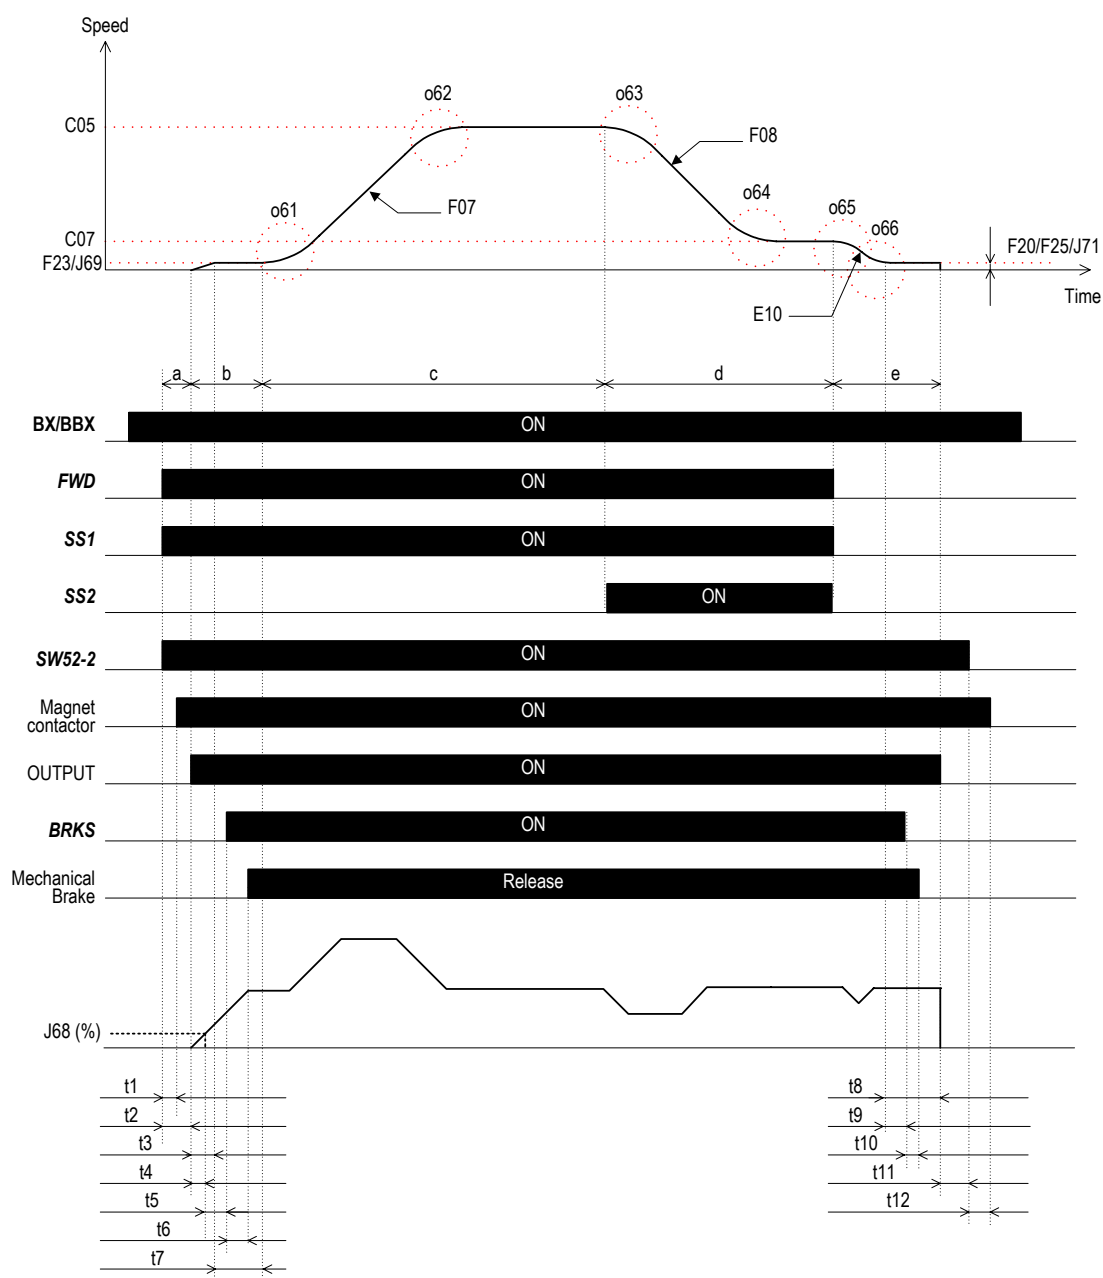 Speed
o62
o63
C05
F08
o61
F07
o64
o65
o66
C07
F23/J69
F20/F25/J71
E10
Time
a
b
c
d
e
BX/BBX
ON
FWD
ON
SS1
ON
SS2
ON
SW52-2
ON
Magnet
contactor
ON
OUTPUT
ON
BRKS
ON
Mechanical
Brake
Release
J68 (%)
t1
t8
t2
t9
t3
t10
t4
t11
t5
t12
t6
t7